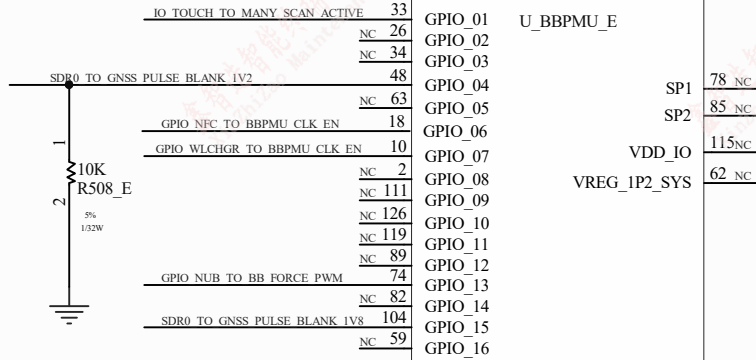 IO TOUCH TO MANY SCAN ACTIVE 33 GPIO_01 U_BBPMU_E
NC 26 GPIO_02
NC 34 GPIO_03
SDR0 TO GNSS PULSE BLANK 1V2 48 GPIO_04 SP1 78 NC
NC 63 GPIO_05 SP2 85 NC
GPIO NFC TO BBPMU CLK EN 18 GPIO_06
GPIO WLCHGR TO BBPMU CLK EN 10 GPIO_07 VDD_IO 115 NC
1
10K
R508_E
2
5%
1/32W
NC 2 GPIO_08 VREG_1P2_SYS 62 NC
NC 111 GPIO_09
NC 126 GPIO_10
NC 119 GPIO_11
NC 89 GPIO_12
GPIO NUB TO BB FORCE PWM 74 GPIO_13
NC 82 GPIO_14
SDR0 TO GNSS PULSE BLANK 1V8 104 GPIO_15
NC 59 GPIO_16